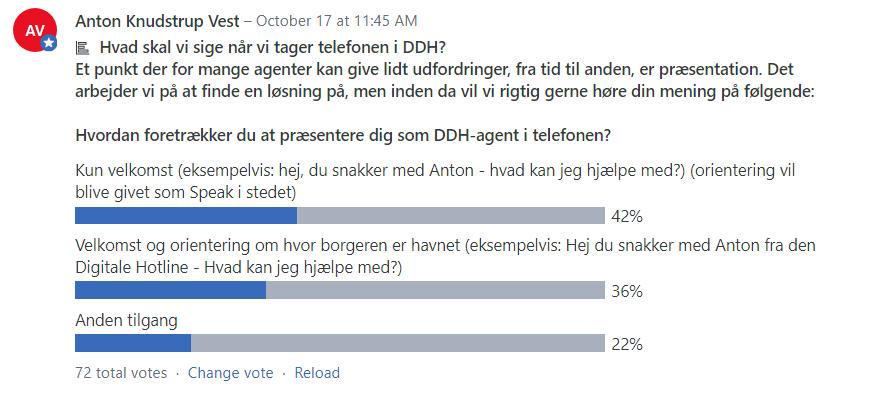 AV
Anton Knudstrup Vest – October 17 at 11:45 AM
Hvad skal vi sige når vi tager telefonen i DDH?
Et punkt der for mange agenter kan give lidt udfordringer, fra tid til anden, er præsentation. Det
arbejder vi på at finde en løsning på, men inden da vil vi rigtig gerne høre din mening på følgende:
Hvordan foretrækker du at præsentere dig som DDH-agent i telefonen?
Kun velkomst (eksempelvis: hej, du snakker med Anton - hvad kan jeg hjælpe med?) (orientering vil
blive givet som Speak i stedet)
42%
Velkomst og orientering om hvor borgeren er havnet (eksempelvis: Hej du snakker med Anton fra den
Digitale Hotline - Hvad kan jeg hjælpe med?)
36%
Anden tilgang
22%
72 total votes · Change vote · Reload